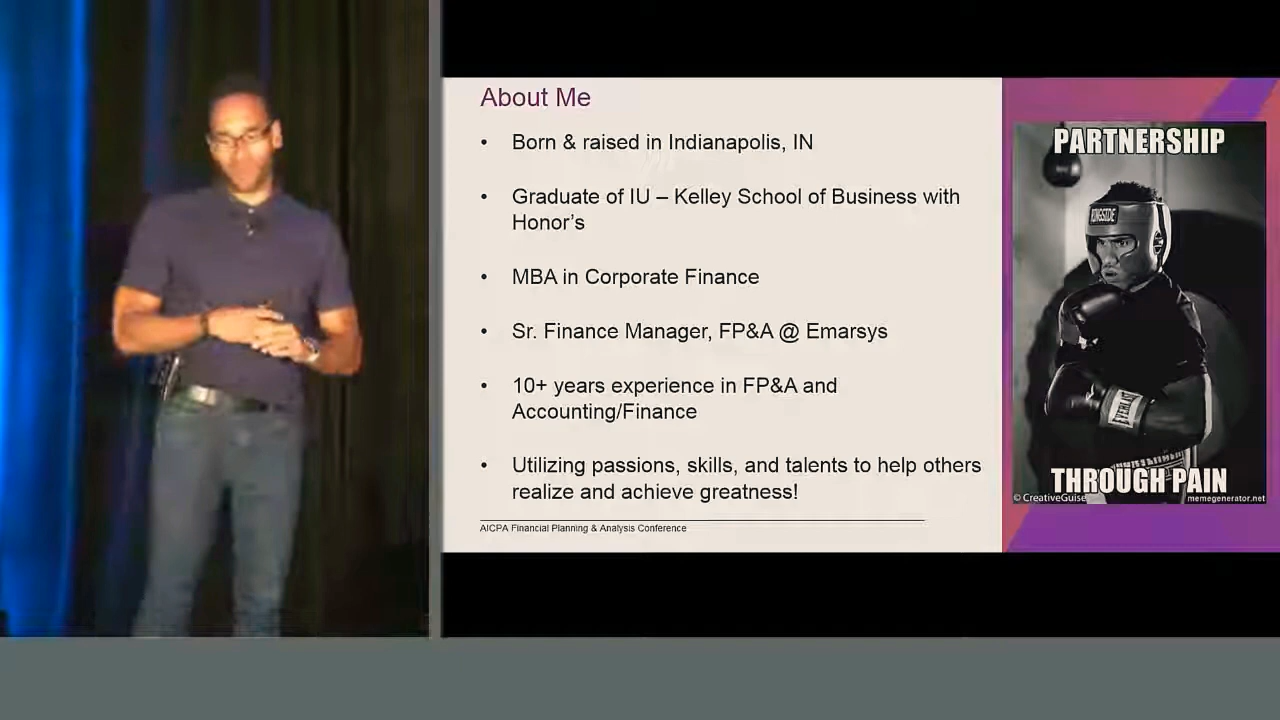 About Me
• Born & raised in Indianapolis, IN
• Graduate of IU – Kelley School of Business with
Honor's
• MBA in Corporate Finance
• Sr. Finance Manager, FP&A @ Emarsys
• 10+ years experience in FP&A and
Accounting/Finance
• Utilizing passions, skills, and talents to help others
realize and achieve greatness!
AICPA Financial Planning & Analysis Conference
PARTNERSHIP
RINGSIDE
EVERLAST
THROUGH PAIN
© CreativeGuise
memegenerator.net